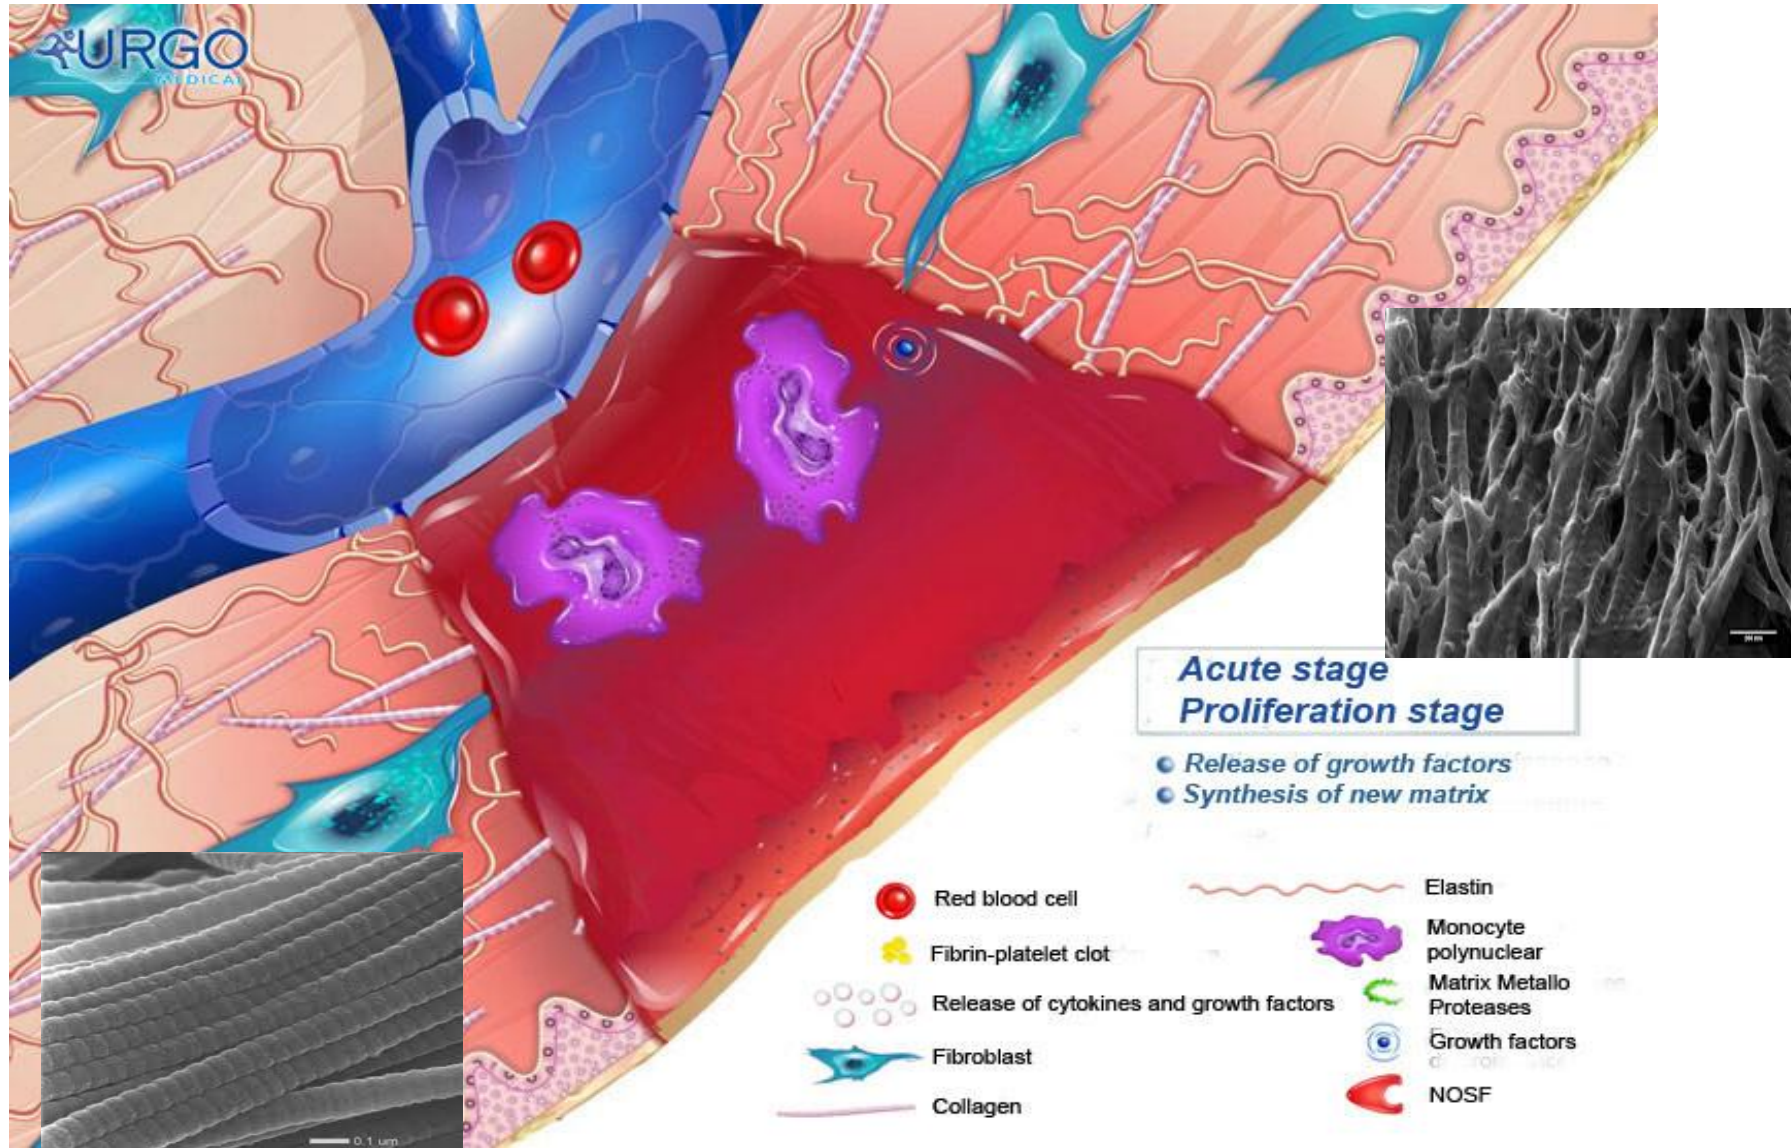 URGO
MEDICAL
Acute stage
Proliferation stage
Release of growth factors
Synthesis of new matrix
Red blood cell
Fibrin-platelet clot
Release of cytokines and growth factors
Fibroblast
Collagen
Elastin
Monocyte
polynuclear
Matrix Metallo
Proteases
Growth factors
NOSF
0.1 um